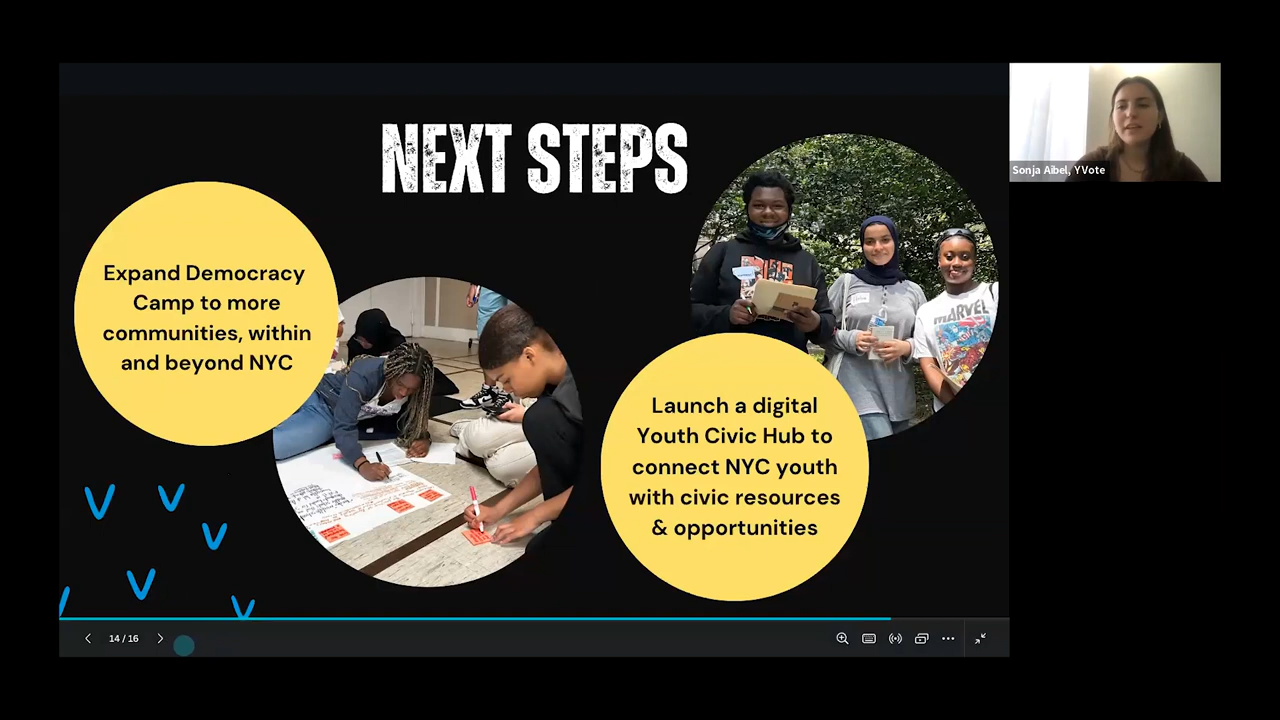 NEXT STEPS
Expand Democracy
Camp to more
communities, within
and beyond NYC
MARVEL
Launch a digital
Youth Civic Hub to
connect NYC youth
with civic resources
& opportunities
14 / 16
Sonja Aibel, YVote